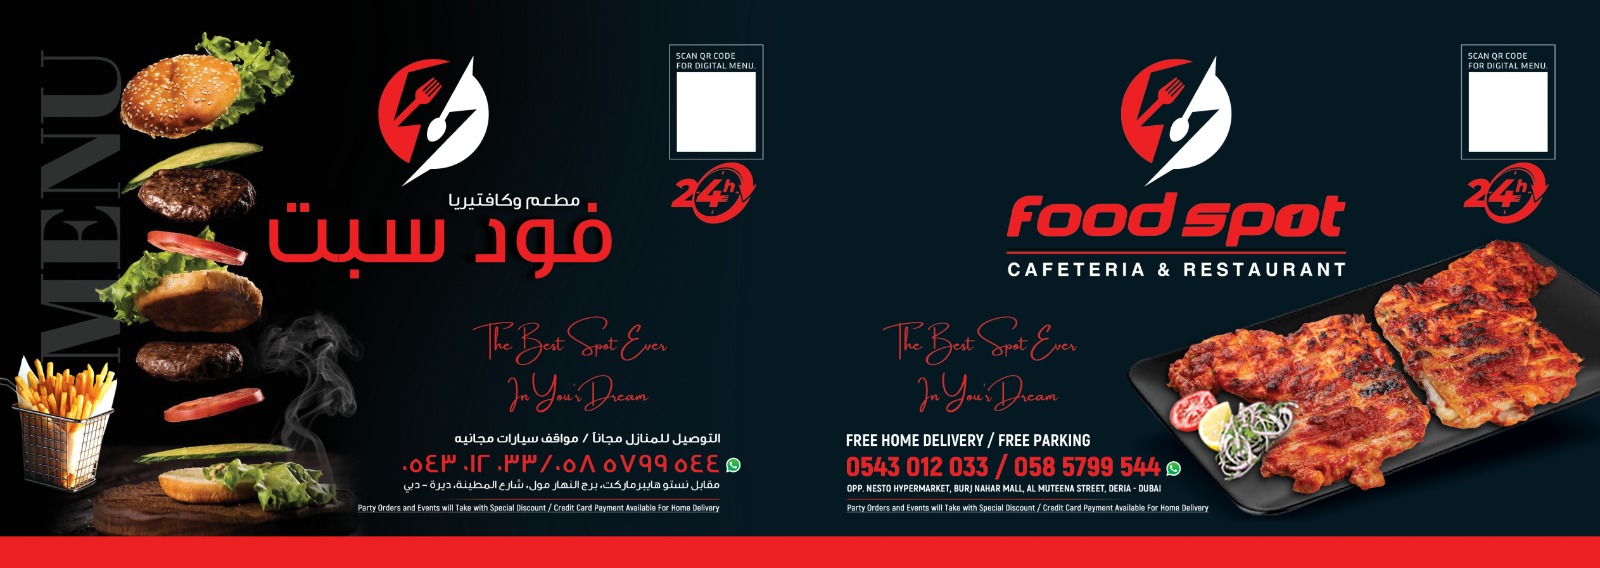 MENU
SCAN QR CODE
FOR DIGITAL MENU.
24h
مطعم وكافتيريا
فود سبت
The Best Spot Ever
In You'r Dream
التوصيل للمنازل مجاناً / مواقف سيارات مجانيه
٠٥٤٣ ٠١٢ ٠٣٣/٠٥٨ ٥٧٩٩ ٥٤٤
مقابل نستو هايبرماركت، برج النهار مول، شارع المطينة، ديرة - دبي
Party Orders and Events will Take with Special Discount / Credit Card Payment Available For Home Delivery
SCAN QR CODE
FOR DIGITAL MENU.
24h
food spot
CAFETERIA & RESTAURANT
The Best Spot Ever
In You'r Dream
FREE HOME DELIVERY / FREE PARKING
0543 012 033 / 058 5799 544
OPP. NESTO HYPERMARKET, BURJ NAHAR MALL, AL MUTEENA STREET, DERIA - DUBAI
Party Orders and Events will Take with Special Discount / Credit Card Payment Available For Home Delivery